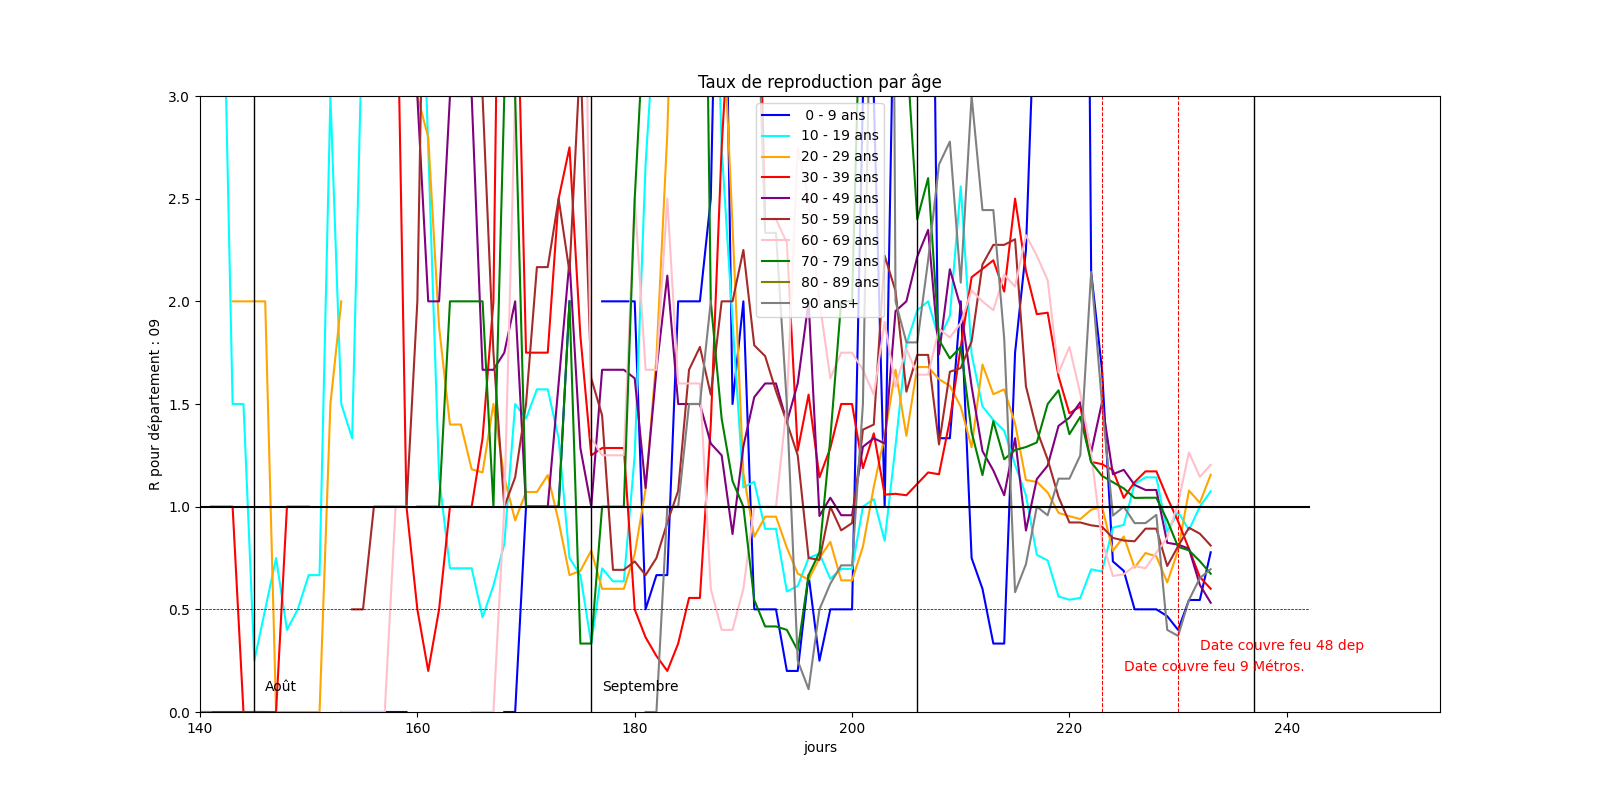 Taux de reproduction par âge
R pour département : 09
3.0
2.5
2.0
1.5
1.0
0.5
0.0
0 - 9 ans
10 - 19 ans
20 - 29 ans
30 - 39 ans
40 - 49 ans
50 - 59 ans
60 - 69 ans
70 - 79 ans
80 - 89 ans
90 ans+
Date couvre feu 48 dep
Date couvre feu 9 Métros.
Août
Septembre
140
160
180
200
220
240
jours